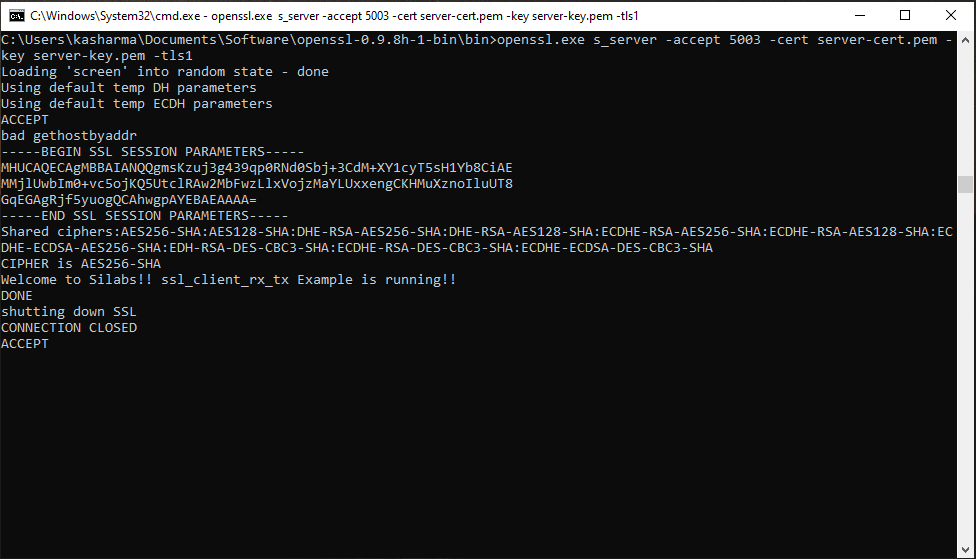 C:\Windows\System32\cmd.exe - openssl.exe s_server -accept 5003 -cert server-cert.pem -key server-key.pem -tls1
C:\Users\kasharma\Documents\Software\openssl-0.9.8h-1-bin\bin>openssl.exe s_server -accept 5003 -cert server-cert.pem -
key server-key.pem -tls1
Loading 'screen' into random state - done
Using default temp DH parameters
Using default temp ECDH parameters
ACCEPT
bad gethostbyaddr
-----BEGIN SSL SESSION PARAMETERS-----
MHUCAQECAgMBBAIANQQgmsKzuj3g439qp0RNd0Sbj+3CdM+XY1cyT5sH1Yb8CiAE
MMjlUwbIm0+vc5ojKQ5UtclRAw2MbFwzLlxVojzMaYLUxxengCKHMuXznoIluUT8
GqEGAgRjf5yuogQCAhwgpAYEBAEAAAA=
-----END SSL SESSION PARAMETERS-----
Shared ciphers:AES256-SHA:AES128-SHA:DHE-RSA-AES256-SHA:DHE-RSA-AES128-SHA:ECDHE-RSA-AES256-SHA:ECDHE-RSA-AES128-SHA:EC
DHE-ECDSA-AES256-SHA:EDH-RSA-DES-CBC3-SHA:ECDHE-RSA-DES-CBC3-SHA:ECDHE-ECDSA-DES-CBC3-SHA
CIPHER is AES256-SHA
Welcome to Silabs!! ssl_client_rx_tx Example is running!!
DONE
shutting down SSL
CONNECTION CLOSED
ACCEPT